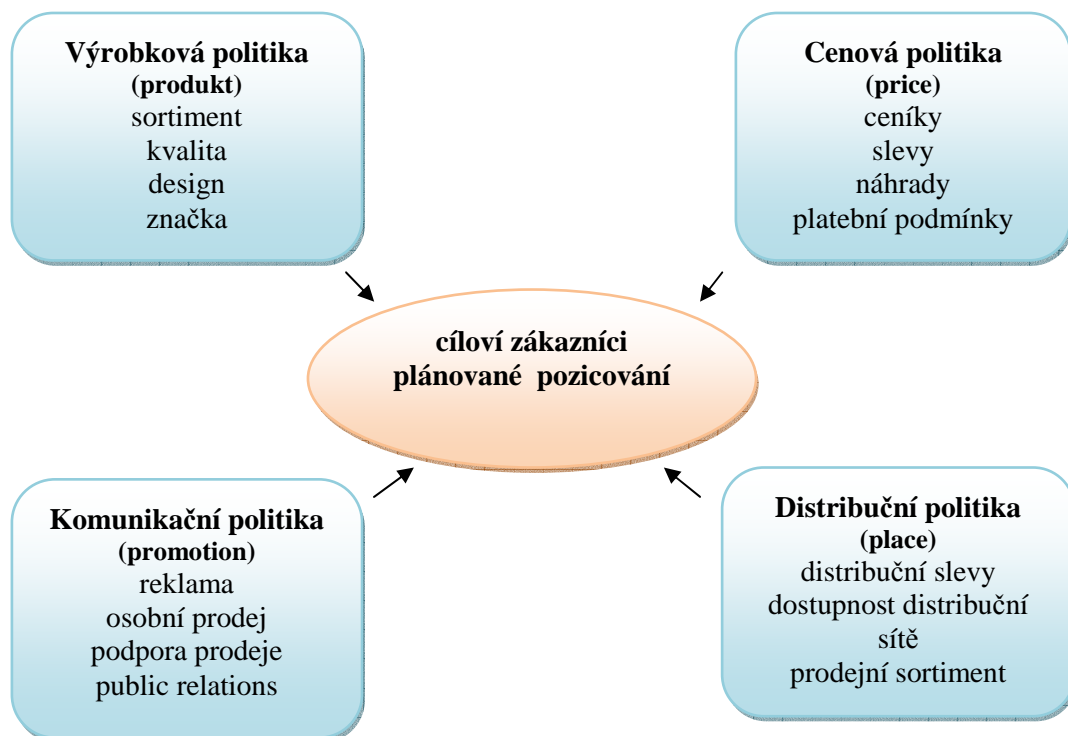 Výrobková politika
(produkt)
sortiment
kvalita
design
značka
Cenová politika
(price)
ceníky
slevy
náhrady
platební podmínky
cíloví zákazníci
plánované pozicování
Komunikační politika
(promotion)
reklama
osobní prodej
podpora prodeje
public relations
Distribuční politika
(place)
distribuční slevy
dostupnost distribuční
sítě
prodejní sortiment